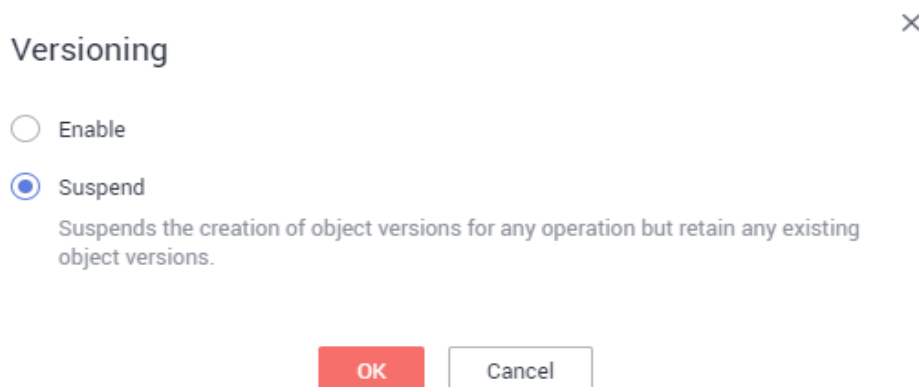 Versioning
Enable
Suspend
Suspends the creation of object versions for any operation but retain any existing
object versions.
OK
Cancel